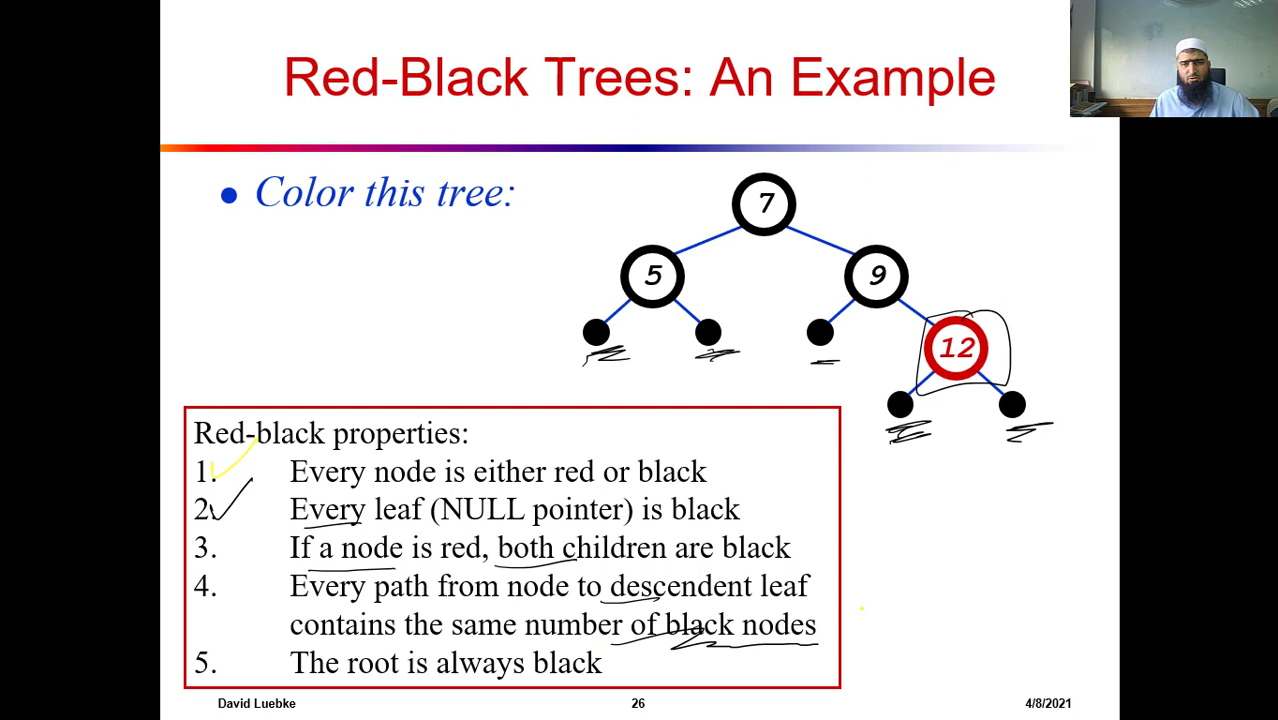 Red-Black Trees: An Example
Color this tree:
7
5
9
12
Red-black properties:
1. Every node is either red or black
2. Every leaf (NULL pointer) is black
3. If a node is red, both children are black
4. Every path from node to descendent leaf
contains the same number of black nodes
5. The root is always black
David Luebke
26
4/8/2021